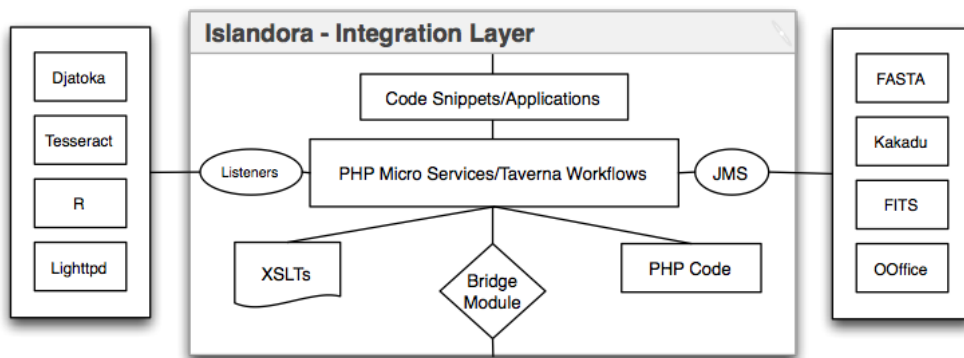 Islandora - Integration Layer
Djatoka
Tesseract
R
Lighttpd
Code Snippets/Applications
Listeners
PHP Micro Services/Taverna Workflows
JMS
XSLTs
Bridge
Module
PHP Code
FASTA
Kakadu
FITS
OOffice